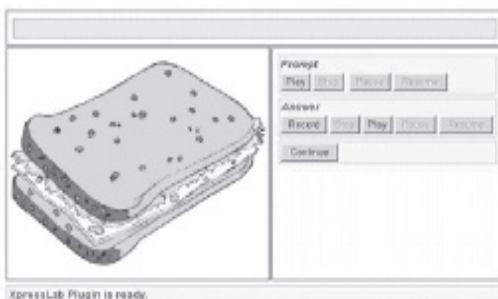 Prompt
Play Stop Pause Resume
Answer
Record Stop Play Pause Resume
Continue
XpressLab Plugin is ready.